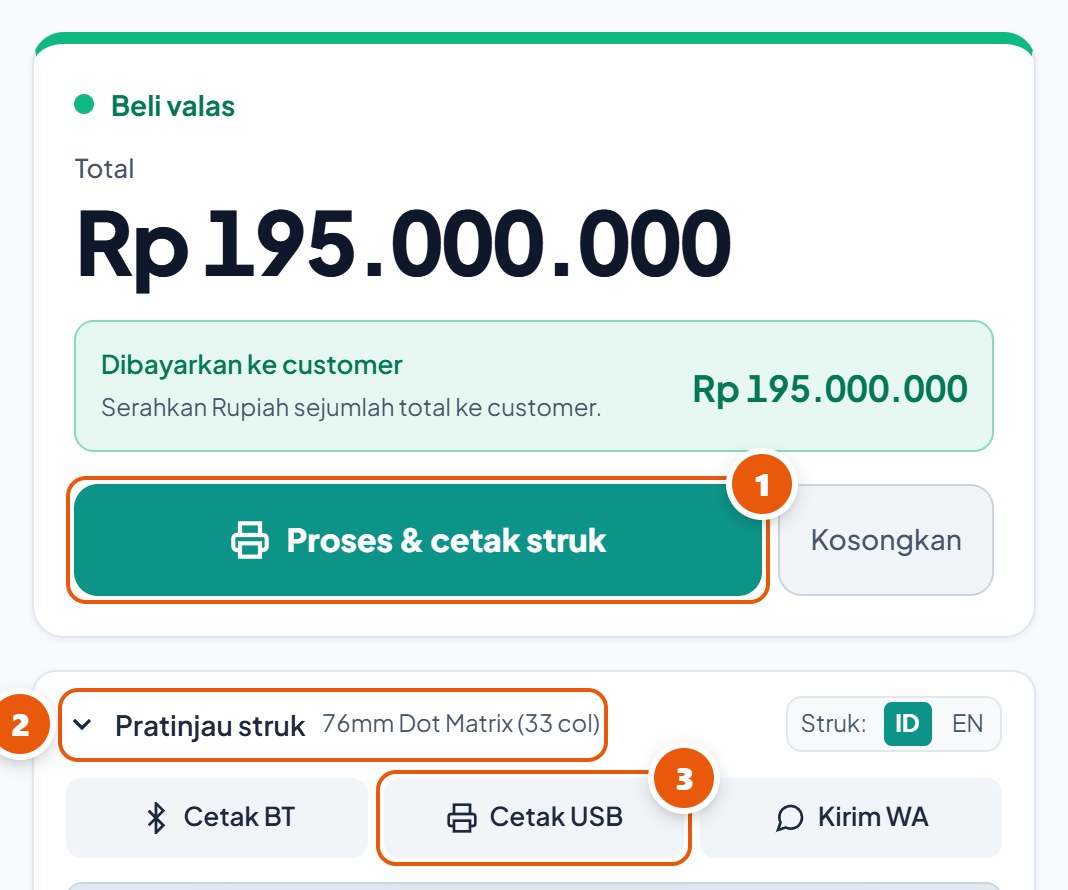 Beli valas
Total
Rp 195.000.000
Dibayarkan ke customer
Serahkan Rupiah sejumlah total ke customer.
Rp 195.000.000
1
Proses & cetak struk
Kosongkan
2
Pratinjau struk 76mm Dot Matrix (33 col)
Struk: ID EN
3
Cetak BT
Cetak USB
Kirim WA